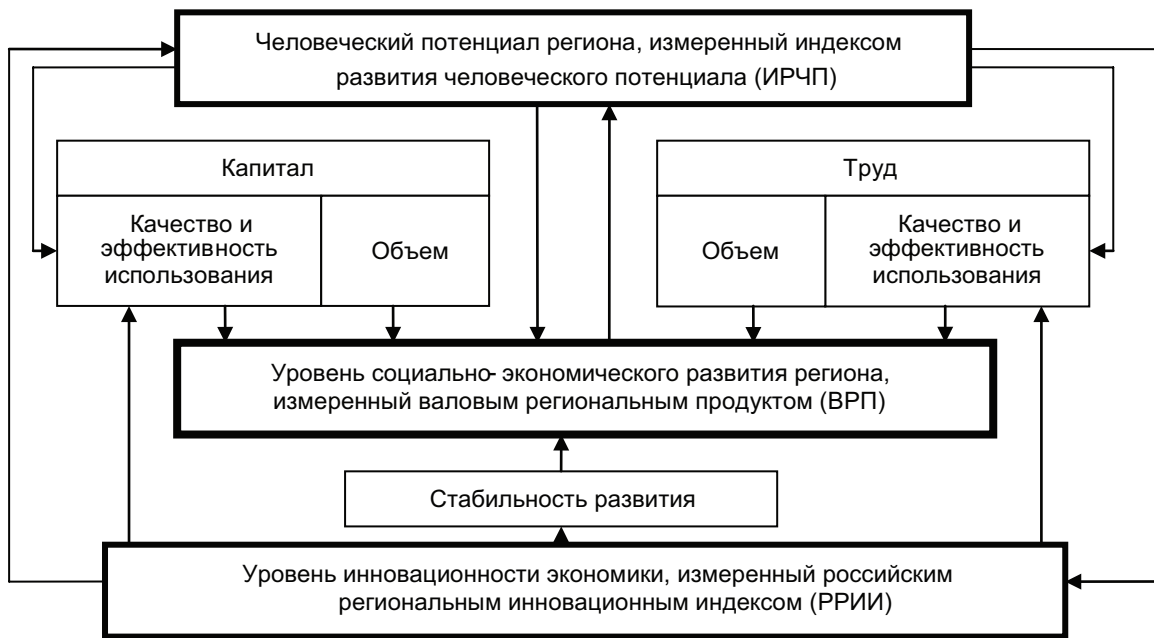 Человеческий потенциал региона, измеренный индексом
развития человеческого потенциала (ИРЧП)
Капитал
Качество и
эффективность
использования
Объем
Труд
Объем
Качество и
эффективность
использования
Уровень социально- экономического развития региона,
измеренный валовым региональным продуктом (ВРП)
Стабильность развития
Уровень инновационности экономики, измеренный российским
региональным инновационным индексом (РРИИ)